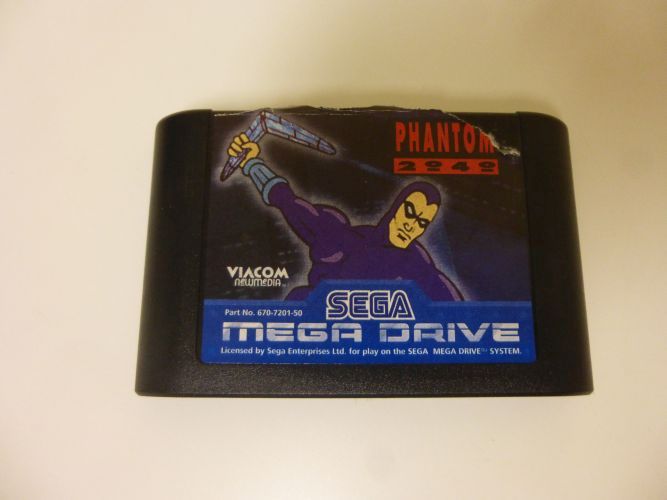 PHANTOM
2040
VIACOM
NEWMEDIA™
SEGA
Part No. 670-7201-50
MEGA DRIVE
Licensed by Sega Enterprises Ltd. for play on the SEGA MEGA DRIVE™ SYSTEM.